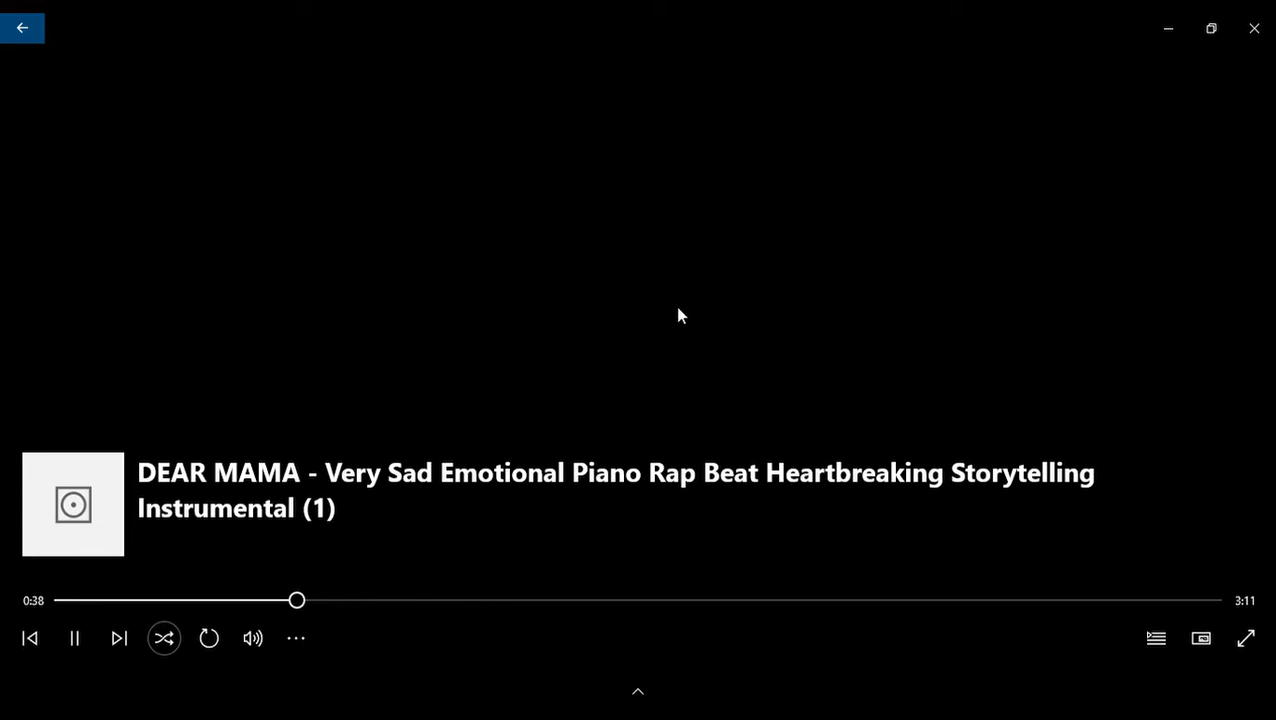 DEAR MAMA - Very Sad Emotional Piano Rap Beat Heartbreaking Storytelling
Instrumental (1)
0:38
3:11